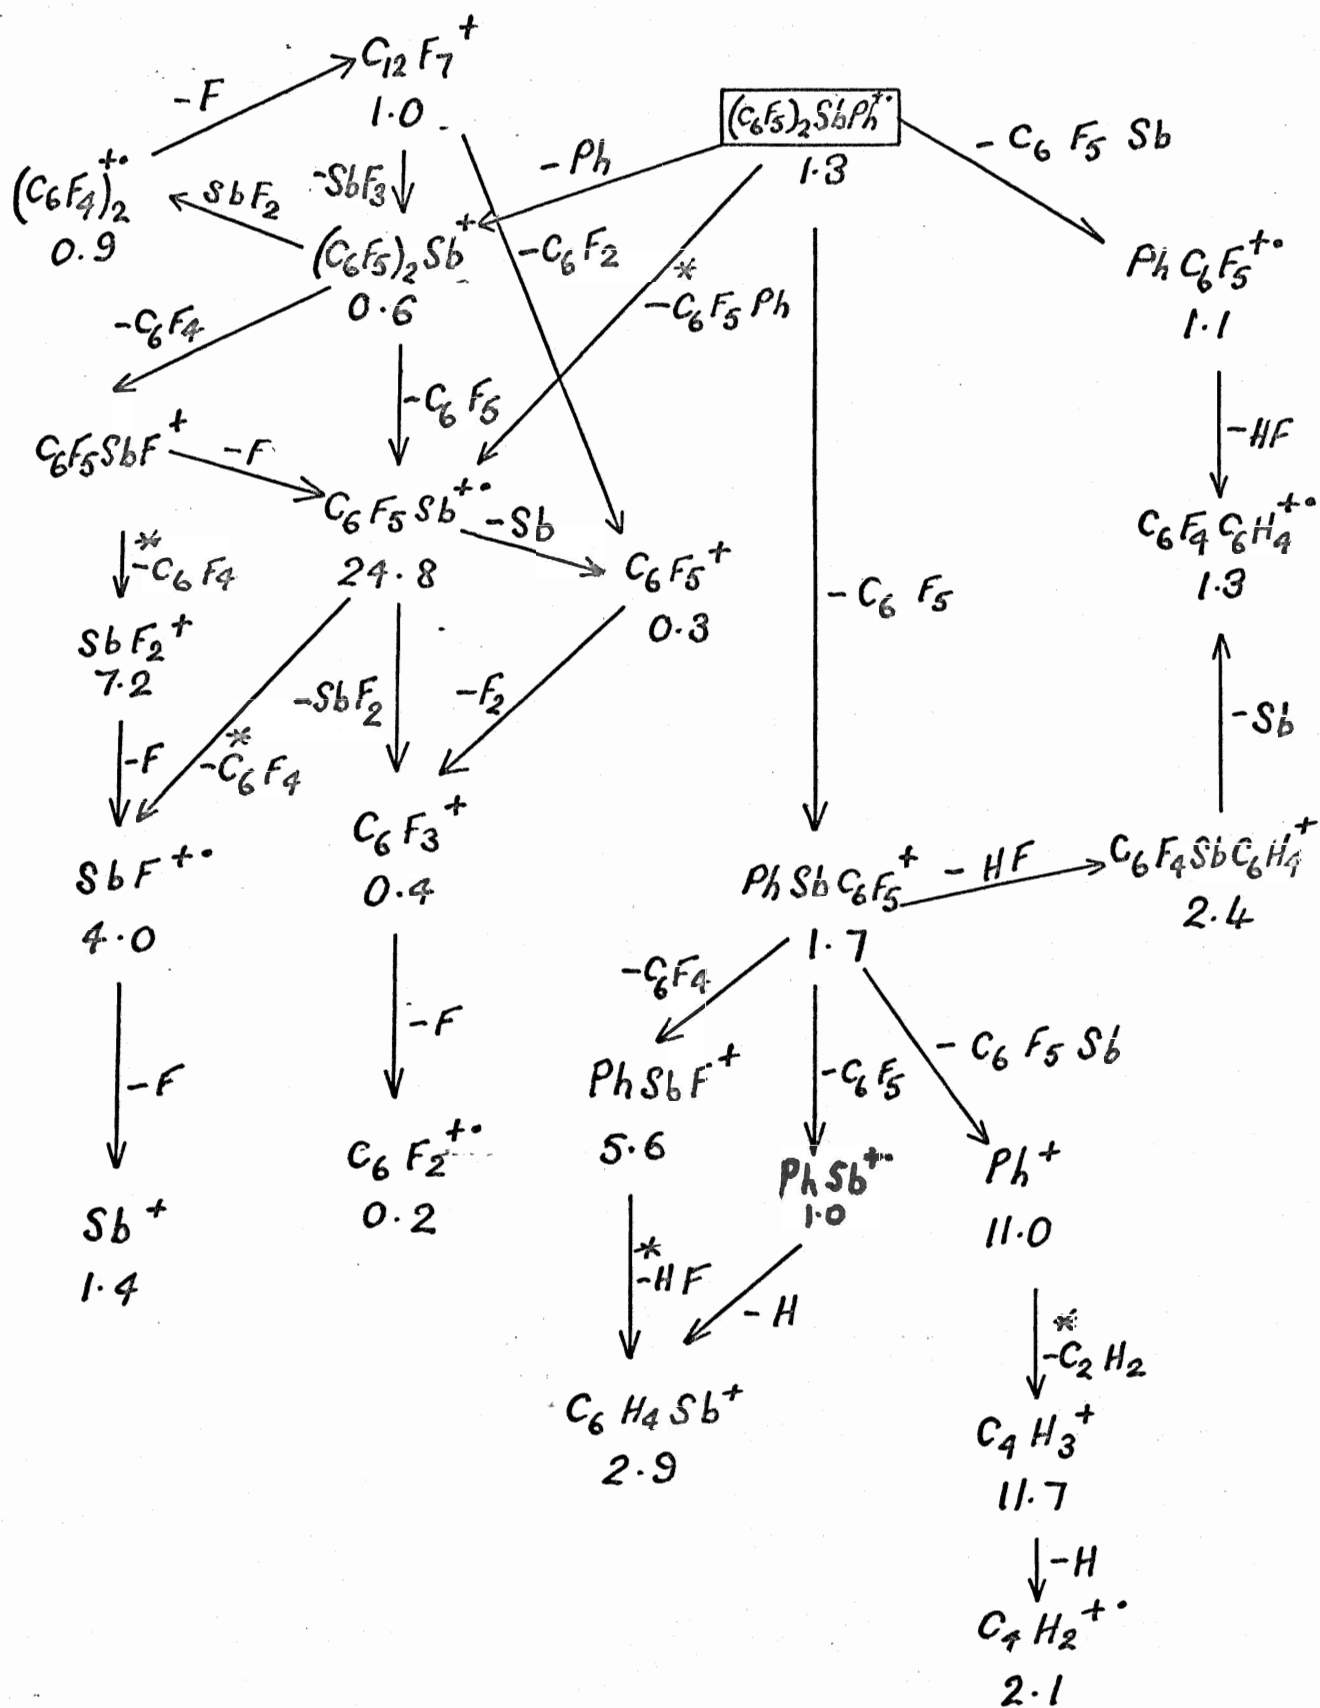 C12F7+
1.0
-F
(C6F4)2+•
0.9
SbF2
-SbF3
(C6F5)2SbPh+•
1.3
-Ph
-C6F5Sb
(C6F5)2Sb+
0.6
-C6F2
*
-C6F5Ph
PhC6F5+•
1.1
-C6F4
-C6F5
-HF
C6F5SbF+
-F
C6F5Sb+•
24.8
-Sb
C6F5+
0.3
C6F4C6H4+•
1.3
*
-C6F4
SbF2+
7.2
-SbF2
-F2
-C6F5
-Sb
-F
*
-C6F4
SbF+•
4.0
C6F3+
0.4
PhSbC6F5+
1.7
-HF
C6F4SbC6H4+
2.4
-F
-F
-C6F4
-C6F5
-C6F5Sb
PhSbF+
5.6
PhSb+•
1.0
Ph+
11.0
Sb+
1.4
C6F2+•
0.2
*
-HF
-H
*
-C2H2
C6H4Sb+
2.9
C4H3+
11.7
-H
C4H2+•
2.1